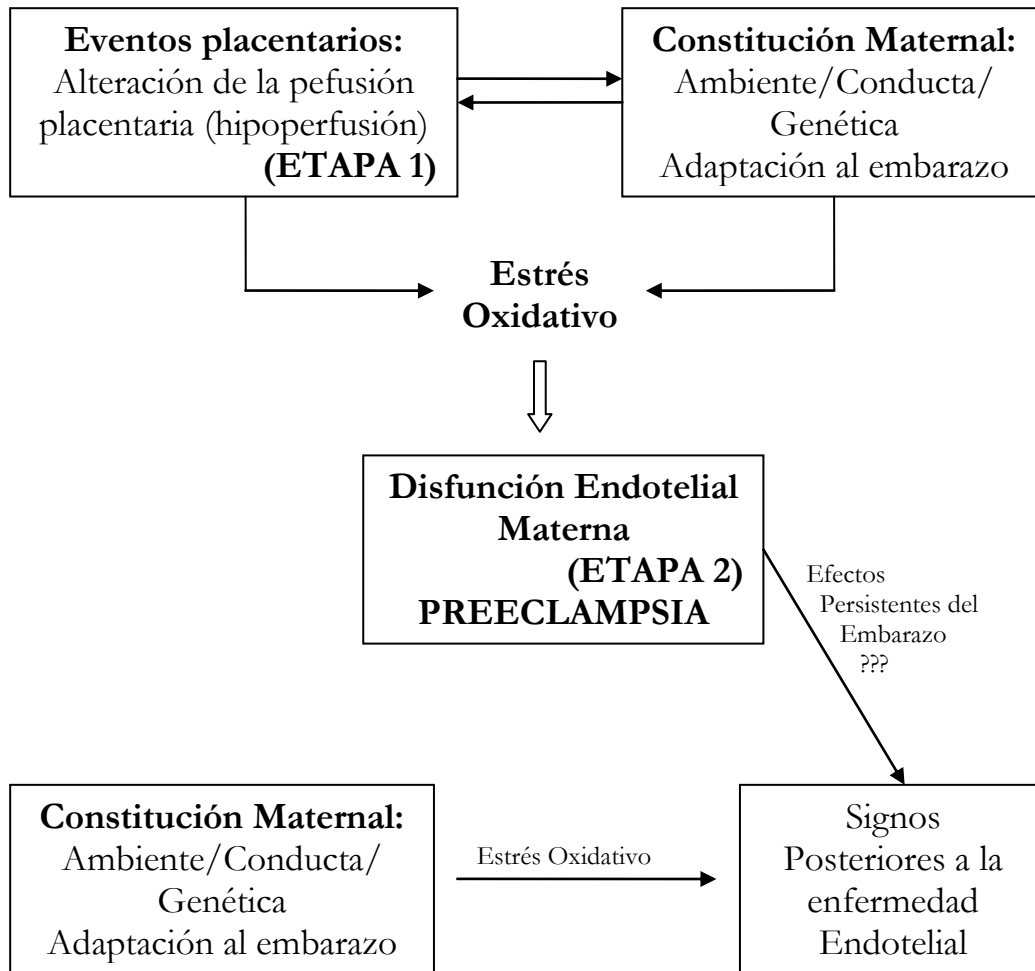 Eventos placentarios:
Alteración de la pefusión
placentaria (hipoperfusión)
(ETAPA 1)
Constitución Maternal:
Ambiente/Conducta/
Genética
Adaptación al embarazo
Estrés
Oxidativo
Disfunción Endotelial
Materna
(ETAPA 2)
PREECLAMPSIA
Efectos
Persistentes del
Embarazo
???
Constitución Maternal:
Ambiente/Conducta/
Genética
Adaptación al embarazo
Estrés Oxidativo
Signos
Posteriores a la
enfermedad
Endotelial